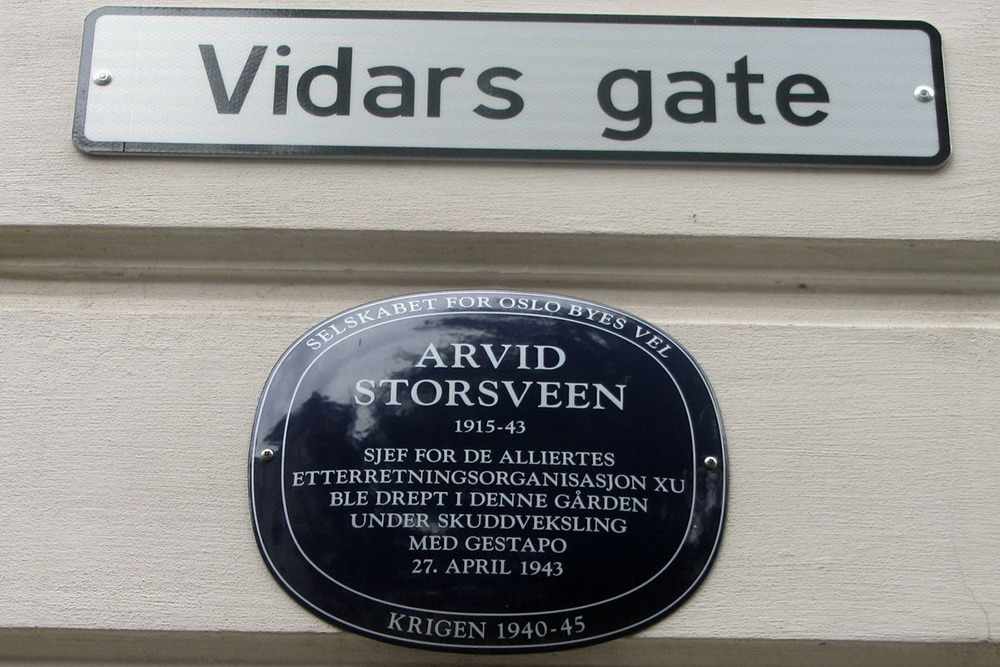 Vidars gate
SELSKABET FOR OSLO BYES VEL
ARVID
STORSVEEN
1915-43
SJEF FOR DE ALLIERTES
ETTERRETNINGSORGANISASJON XU
BLE DREPT I DENNE GÅRDEN
UNDER SKUDDVEKSLING
MED GESTAPO
27. APRIL 1943
KRIGEN 1940-45